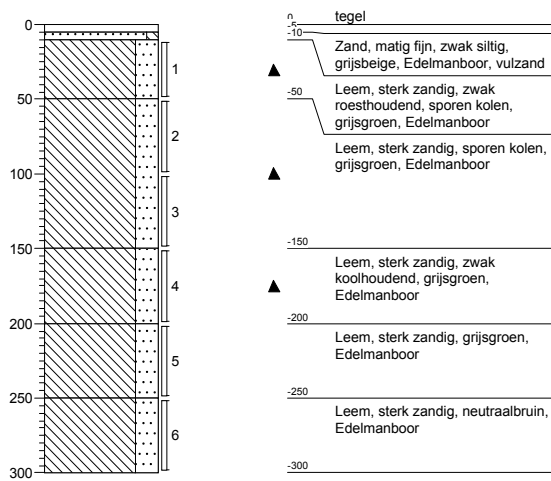 0
50
100
150
200
250
300
1
2
3
4
5
6
0
-5
-10
-50
-150
-200
-250
-300
tegel
Zand, matig fijn, zwak siltig,
grijsbeige, Edelmanboor, vulzand
Leem, sterk zandig, zwak
roesthoudend, sporen kolen,
grijsgroen, Edelmanboor
Leem, sterk zandig, sporen kolen,
grijsgroen, Edelmanboor
Leem, sterk zandig, zwak
koolhoudend, grijsgroen,
Edelmanboor
Leem, sterk zandig, grijsgroen,
Edelmanboor
Leem, sterk zandig, neutraalbruin,
Edelmanboor